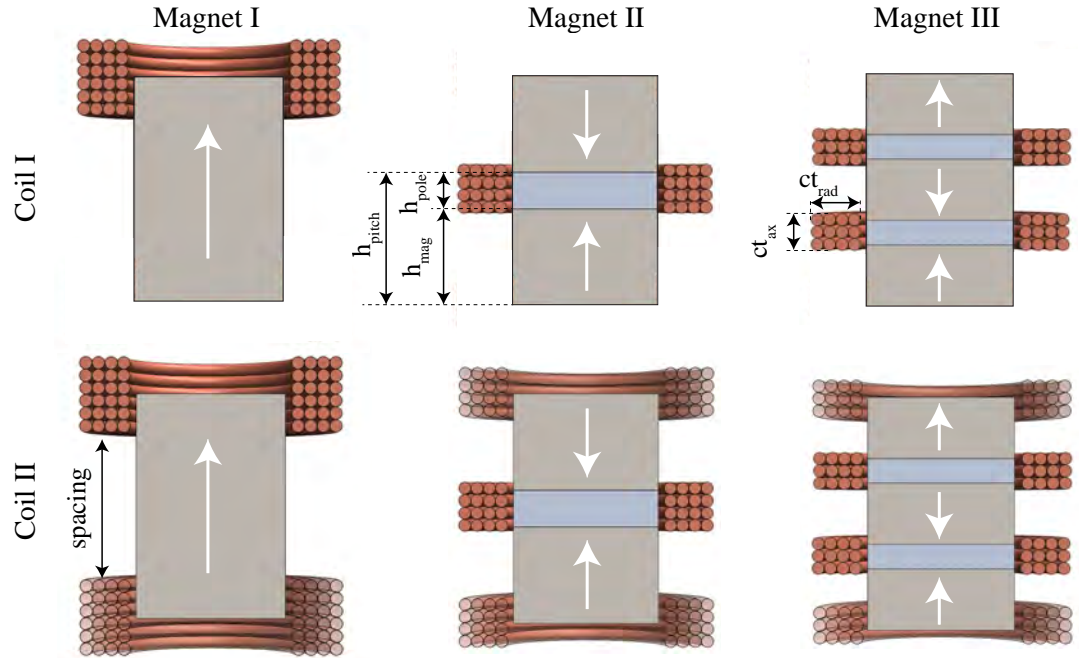 Magnet I
Magnet II
Magnet III
Coil I
h_pitch
h_pole
h_mag
ct_rad
ct_ax
Coil II
spacing